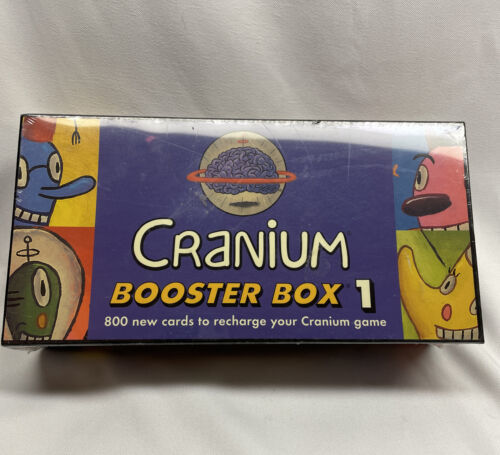 CRANIUM
BOOSTER BOX 1
800 new cards to recharge your Cranium game